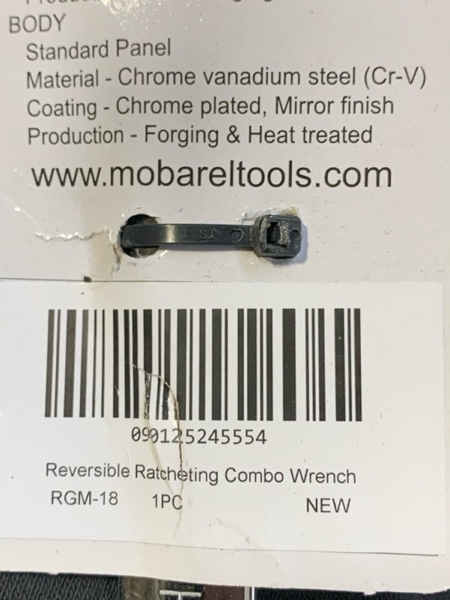 BODY
Standard Panel
Material - Chrome vanadium steel (Cr-V)
Coating - Chrome plated, Mirror finish
Production - Forging & Heat treated
www.mobareltools.com
090125245554
Reversible Ratcheting Combo Wrench
RGM-18 1PC NEW